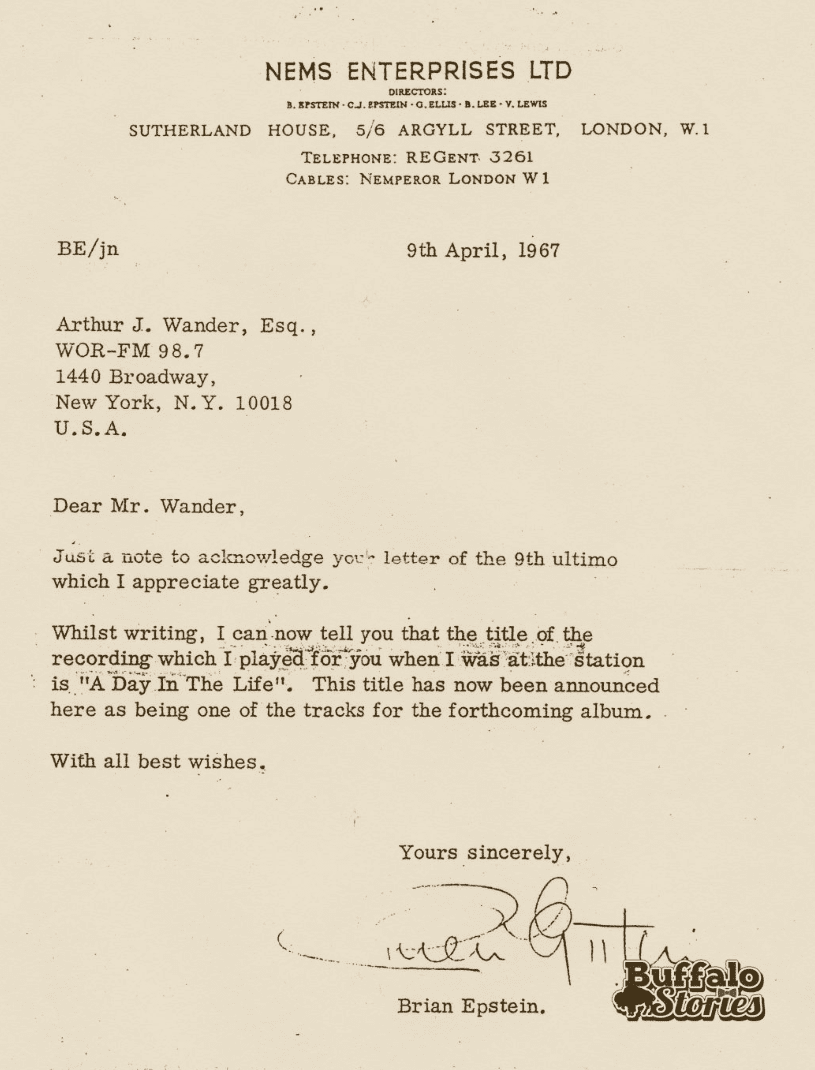 NEMS ENTERPRISES LTD
DIRECTORS:
B. EPSTEIN · C.J. EPSTEIN · G. ELLIS · B. LEE · V. LEWIS
SUTHERLAND HOUSE, 5/6 ARGYLL STREET, LONDON, W.1
TELEPHONE: REGENT 3261
CABLES: NEMPEROR LONDON W1
BE/jn
9th April, 1967
Arthur J. Wander, Esq.,
WOR-FM 98.7
1440 Broadway,
New York, N.Y. 10018
U.S.A.
Dear Mr. Wander,
Just a note to acknowledge your letter of the 9th ultimo
which I appreciate greatly.
Whilst writing, I can now tell you that the title of the
recording which I played for you when I was at the station
is "A Day In The Life". This title has now been announced
here as being one of the tracks for the forthcoming album.
With all best wishes.
Yours sincerely,
Brian Epstein
Brian Epstein.
Buffalo
Stories